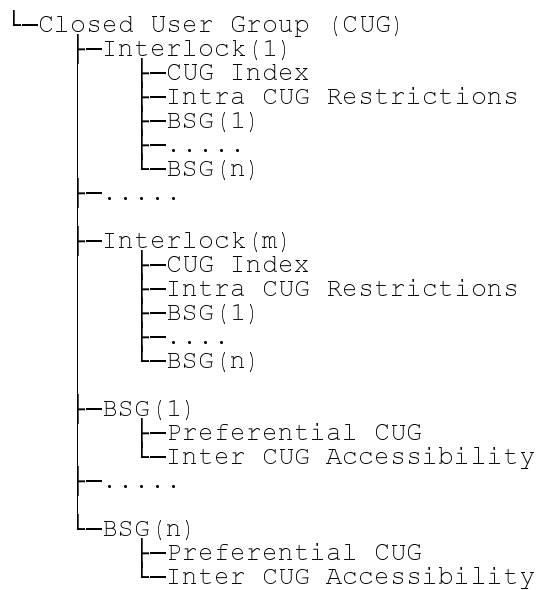 Closed User Group (CUG)
Interlock(1)
CUG Index
Intra CUG Restrictions
BSG(1)
.....
BSG(n)
.....
Interlock(m)
CUG Index
Intra CUG Restrictions
BSG(1)
....
BSG(n)
BSG(1)
Preferential CUG
Inter CUG Accessibility
.....
BSG(n)
Preferential CUG
Inter CUG Accessibility